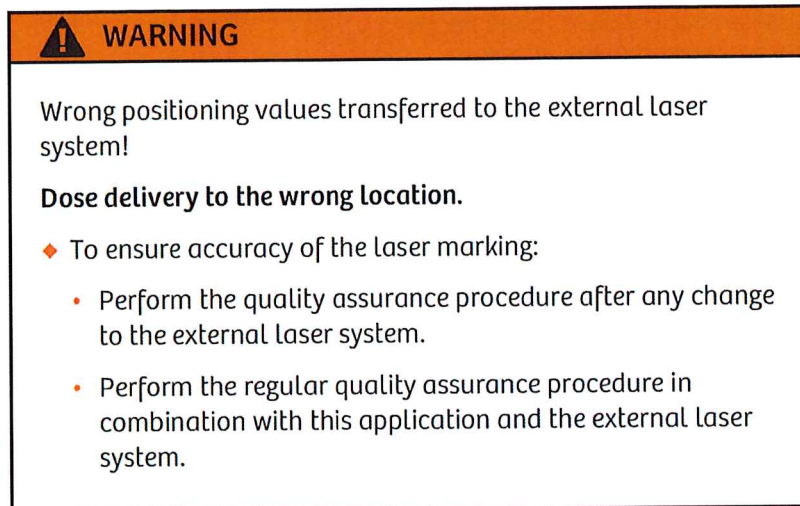 WARNING
Wrong positioning values transferred to the external laser
system!
Dose delivery to the wrong location.
◆ To ensure accuracy of the laser marking:
• Perform the quality assurance procedure after any change
to the external laser system.
• Perform the regular quality assurance procedure in
combination with this application and the external laser
system.